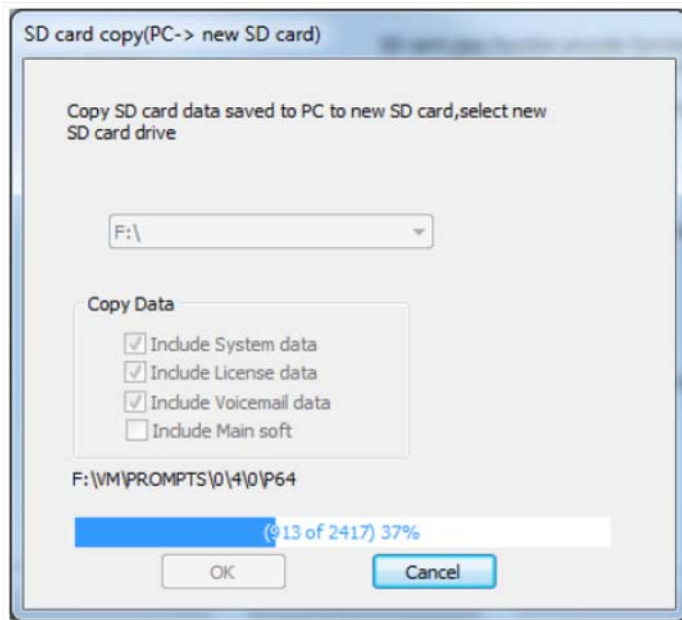 SD card copy(PC-> new SD card)
Copy SD card data saved to PC to new SD card,select new
SD card drive
F:\
Copy Data
Include System data
Include License data
Include Voicemail data
Include Main soft
F:\VM\PROMPTS\0\4\0\P64
(913 of 2417) 37%
OK
Cancel